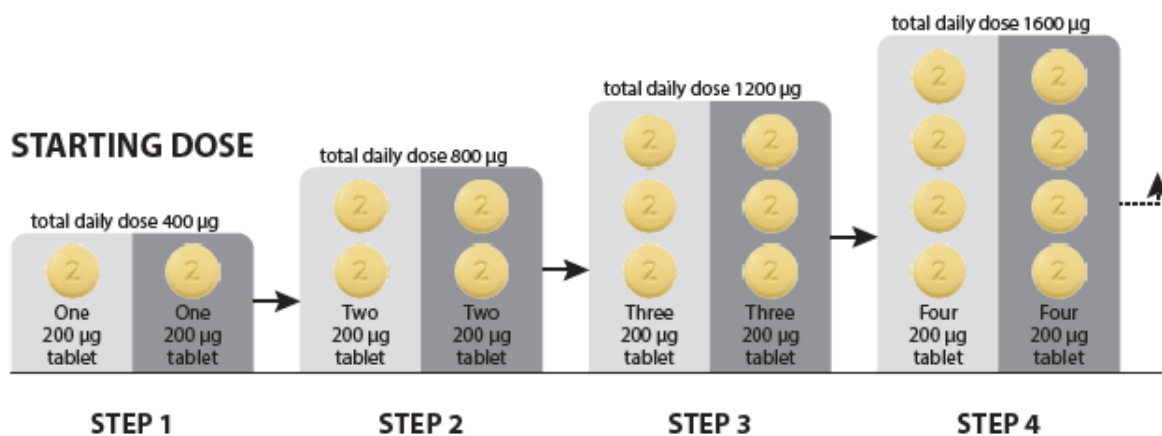 total daily dose 1600 µg
2 2
total daily dose 1200 µg
2 2
2 2
STARTING DOSE
total daily dose 800 µg
2 2
2 2
2 2
total daily dose 400 µg
2 2
2 2
2 2
2 2
One
200 µg
tablet
One
200 µg
tablet
Two
200 µg
tablet
Two
200 µg
tablet
Three
200 µg
tablet
Three
200 µg
tablet
Four
200 µg
tablet
Four
200 µg
tablet
STEP 1
STEP 2
STEP 3
STEP 4